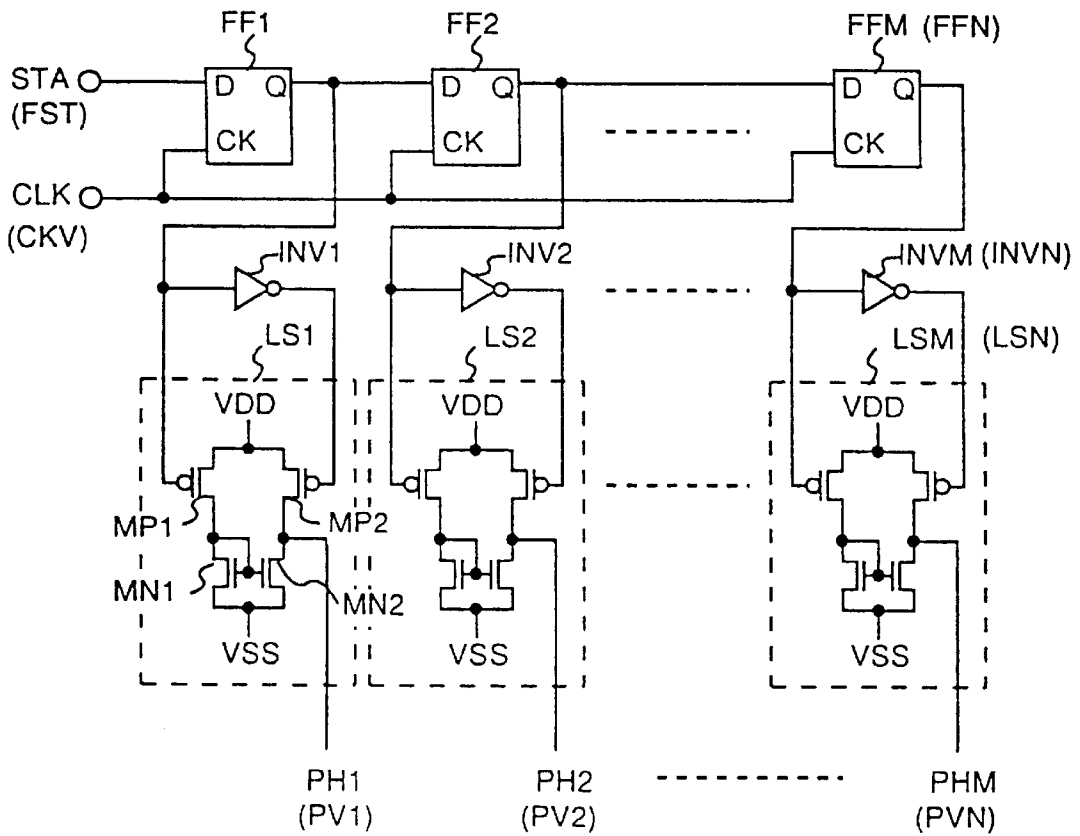 FF1 FF2 FFM (FFN)
STA D Q D Q D Q
(FST)
CK CK CK
CLK
(CKV)
INV1 INV2 INVM (INVN)
LS1 LS2 LSM (LSN)
VDD VDD VDD
MP1 MP2
MN1 MN2
VSS VSS VSS
PH1 PH2 PHM
(PV1) (PV2) (PVN)